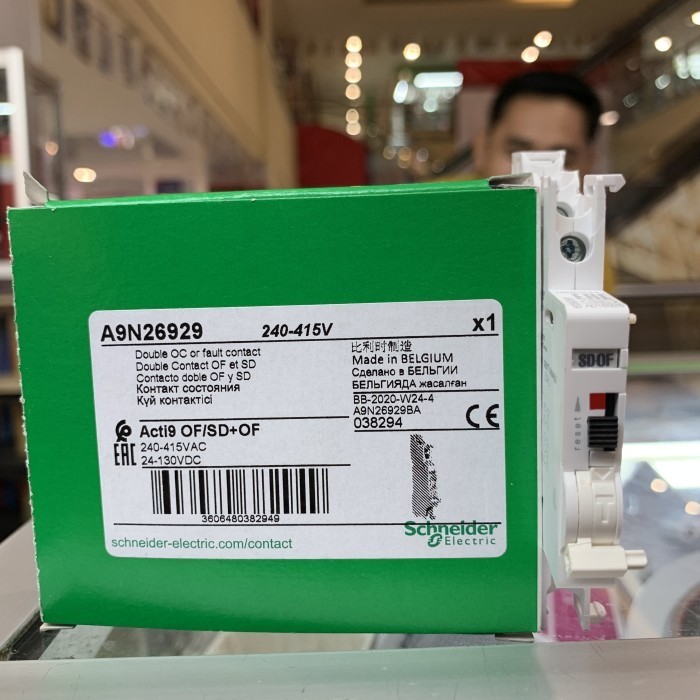 A9N26929 240-415V x1
Double OC or fault contact
Double Contact OF et SD
Contacto doble OF y SD
Контакт состояния
Күй контактісі
比利时制造
Made in BELGIUM
Сделано в БЕЛЬГИИ
БЕЛЬГИЯДА жасалған
BB-2020-W24-4
A9N26929BA
038294
CE
Acti9 OF/SD+OF
EAC
240-415VAC
24-130VDC
3606480382949
schneider-electric.com/contact
Schneider
Electric
SDOF
reset